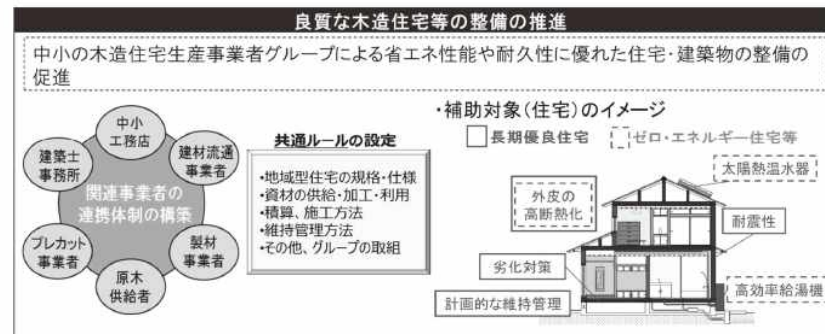 良質な木造住宅等の整備の推進
中小の木造住宅生産事業者グループによる省エネ性能や耐久性に優れた住宅・建築物の整備の
促進
中小
工務店
建築士
事務所
建材流通
事業者
関連事業者の
連携体制の構築
プレカット
事業者
製材
事業者
原木
供給者
共通ルールの設定
・地域型住宅の規格・仕様
・資材の供給・加工・利用
・積算、施工方法
・維持管理方法
・その他、グループの取組
・補助対象(住宅)のイメージ
長期優良住宅
ゼロ・エネルギー住宅等
太陽熱温水器
外皮の
高断熱化
耐震性
劣化対策
高効率給湯機
計画的な維持管理